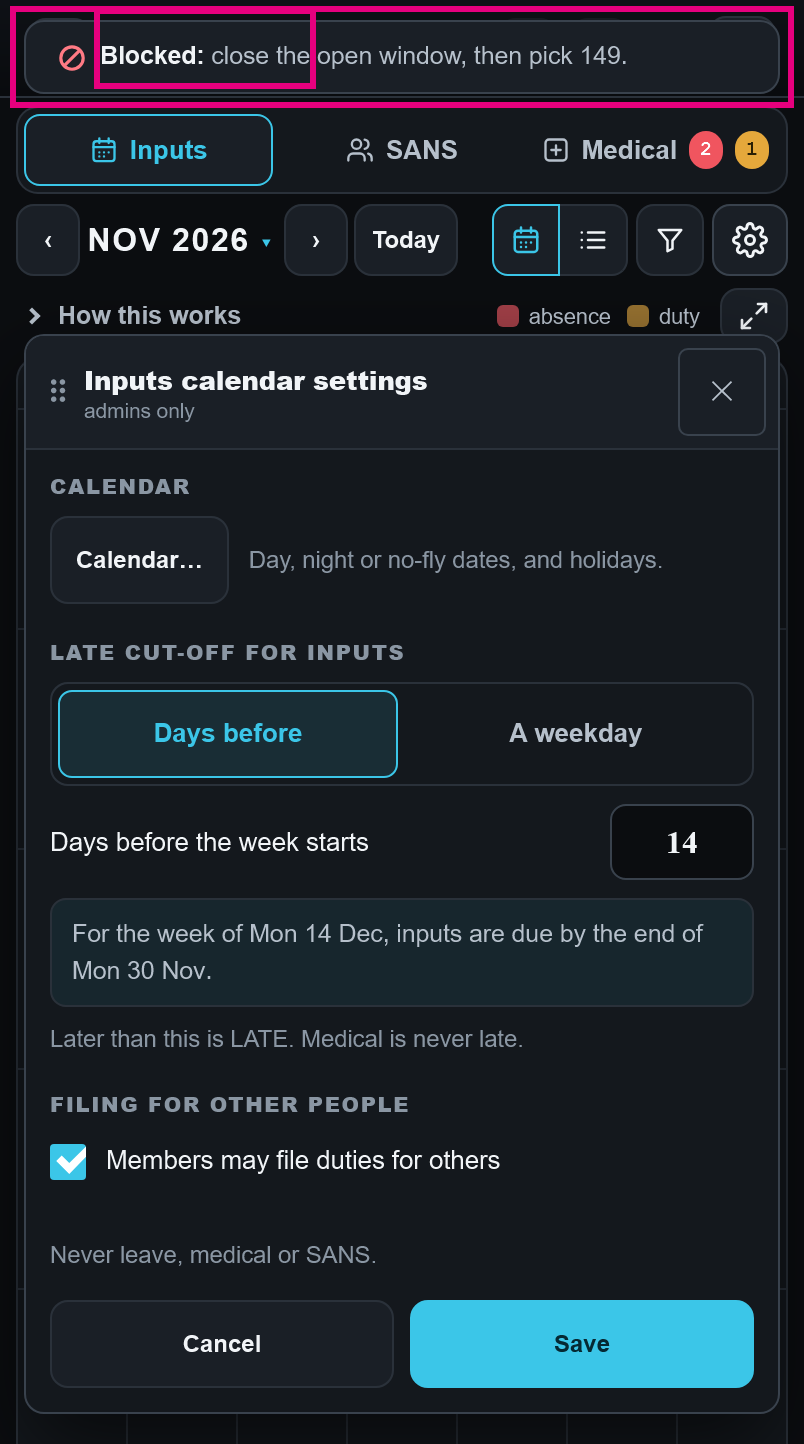 Blocked: close the open window, then pick 149.
Inputs
SANS
Medical 2 1
‹ NOV 2026 ▾ › Today
How this works
absence duty
Inputs calendar settings
admins only
CALENDAR
Calendar... Day, night or no-fly dates, and holidays.
LATE CUT-OFF FOR INPUTS
Days before A weekday
Days before the week starts 14
For the week of Mon 14 Dec, inputs are due by the end of
Mon 30 Nov.
Later than this is LATE. Medical is never late.
FILING FOR OTHER PEOPLE
Members may file duties for others
Never leave, medical or SANS.
Cancel Save